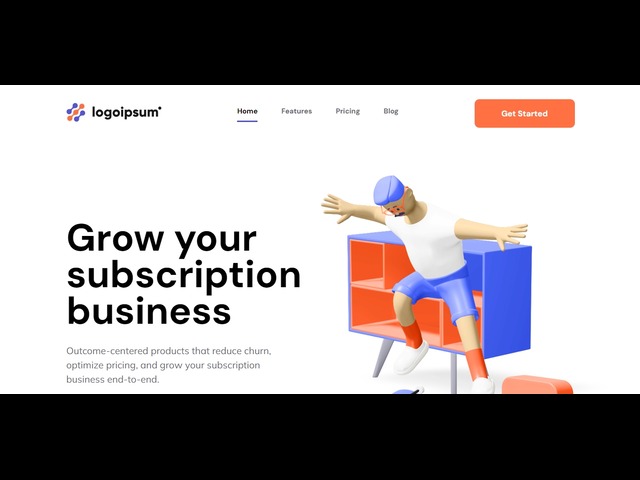 logoipsum
Home Features Pricing Blog
Get Started
Grow your
subscription
business
Outcome-centered products that reduce churn,
optimize pricing, and grow your subscription
business end-to-end.